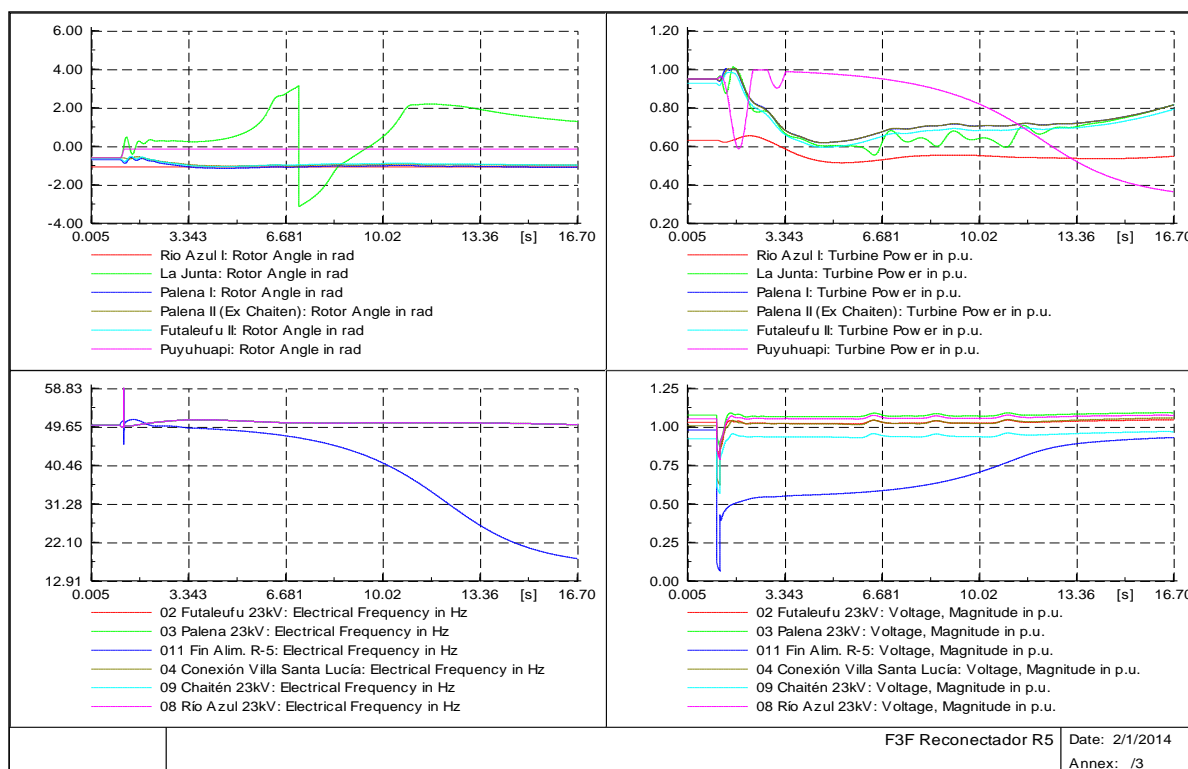 6.00
4.00
2.00
0.00
-2.00
-4.00
0.005 3.343 6.681 10.02 13.36 [s] 16.70
Rio Azul I: Rotor Angle in rad
La Junta: Rotor Angle in rad
Palena I: Rotor Angle in rad
Palena II (Ex Chaiten): Rotor Angle in rad
Futaleufu II: Rotor Angle in rad
Puyuhuapi: Rotor Angle in rad
1.20
1.00
0.80
0.60
0.40
0.20
0.005 3.343 6.681 10.02 13.36 [s] 16.70
Rio Azul I: Turbine Power in p.u.
La Junta: Turbine Power in p.u.
Palena I: Turbine Power in p.u.
Palena II (Ex Chaiten): Turbine Power in p.u.
Futaleufu II: Turbine Power in p.u.
Puyuhuapi: Turbine Power in p.u.
58.83
49.65
40.46
31.28
22.10
12.91
0.005 3.343 6.681 10.02 13.36 [s] 16.70
02 Futaleufu 23kV: Electrical Frequency in Hz
03 Palena 23kV: Electrical Frequency in Hz
011 Fin Alim. R-5: Electrical Frequency in Hz
04 Conexión Villa Santa Lucía: Electrical Frequency in Hz
09 Chaitén 23kV: Electrical Frequency in Hz
08 Río Azul 23kV: Electrical Frequency in Hz
1.25
1.00
0.75
0.50
0.25
0.00
0.005 3.343 6.681 10.02 13.36 [s] 16.70
02 Futaleufu 23kV: Voltage, Magnitude in p.u.
03 Palena 23kV: Voltage, Magnitude in p.u.
011 Fin Alim. R-5: Voltage, Magnitude in p.u.
04 Conexión Villa Santa Lucía: Voltage, Magnitude in p.u.
09 Chaitén 23kV: Voltage, Magnitude in p.u.
08 Río Azul 23kV: Voltage, Magnitude in p.u.
F3F Reconectador R5
Date: 2/1/2014
Annex: /3